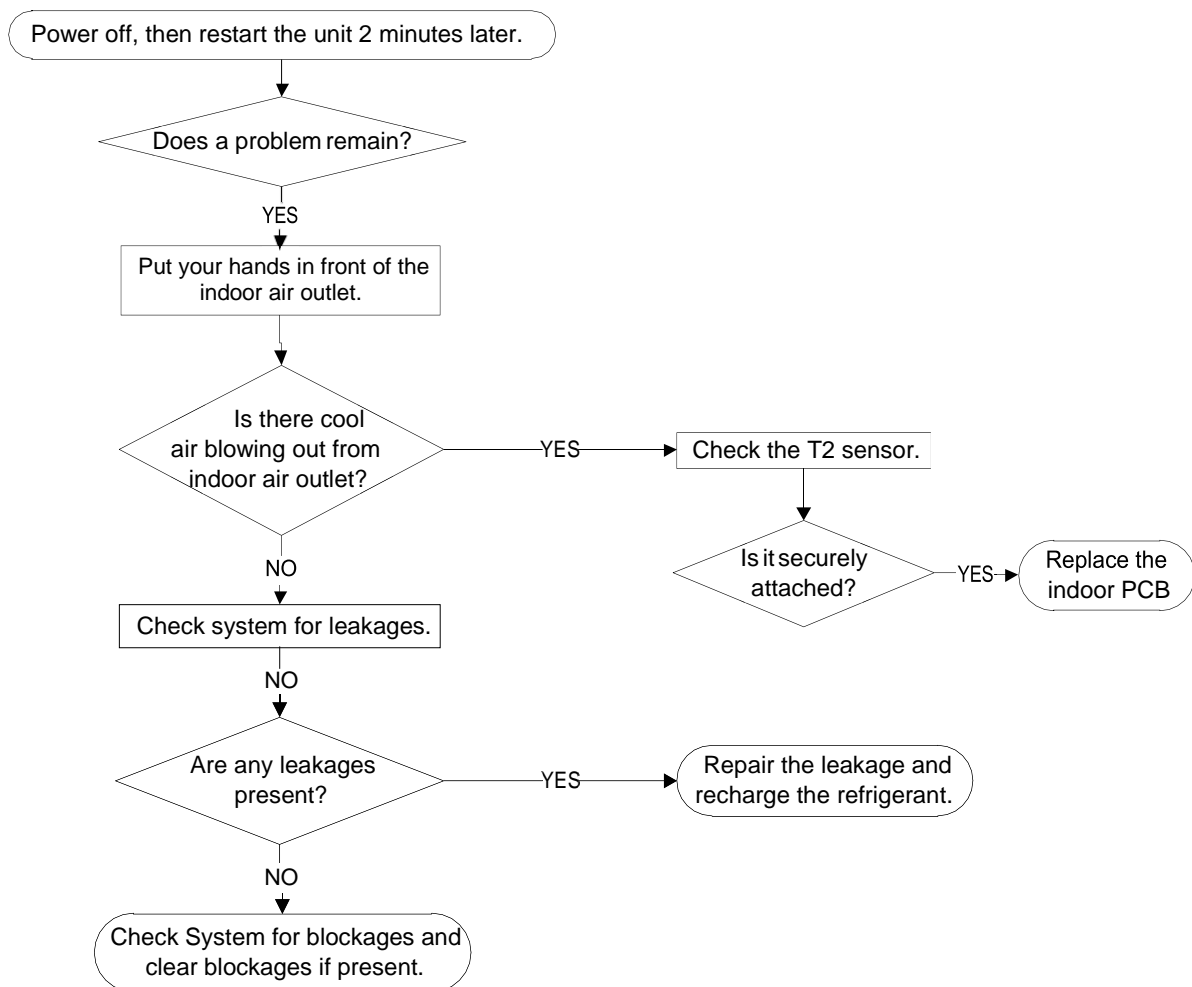 Power off, then restart the unit 2 minutes later.
Does a problem remain?
YES
Put your hands in front of the
indoor air outlet.
Is there cool
air blowing out from
indoor air outlet?
YES
Check the T2 sensor.
Is it securely
attached?
YES
Replace the
indoor PCB
NO
Check system for leakages.
NO
Are any leakages
present?
YES
Repair the leakage and
recharge the refrigerant.
NO
Check System for blockages and
clear blockages if present.